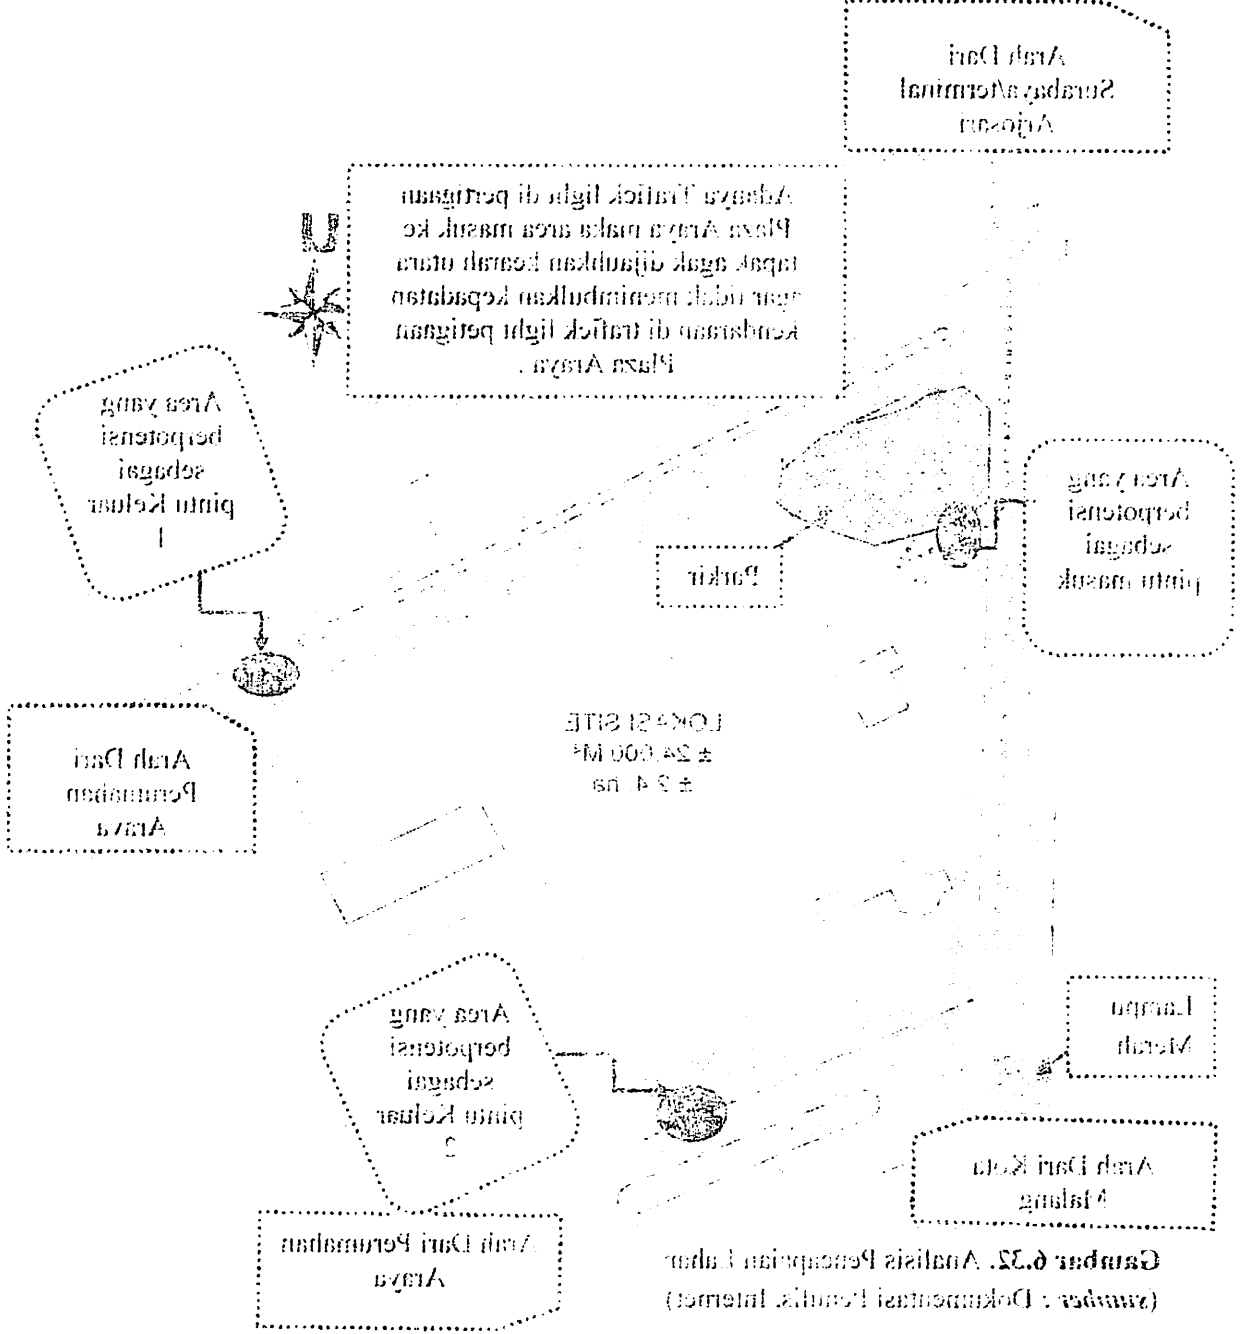 Arah Dari
Surabaya/terminal
Arjosari
Adanya Trafick light di pertigaan
Plaza Araya maka area masuk ke
tapak agak dijauhkan kearah utara
agar tidak menimbulkan kepadatan
kendaraan di trafick light petigaan
Plaza Araya .
U
Area yang
berpotensi
sebagai
pintu Keluar
1
Area yang
berpotensi
sebagai
pintu masuk
Parkir
LOKASI SITE
± 24.000 M²
± 2.4 ha
Arah Dari
Perumahan
Araya
Area yang
berpotensi
sebagai
pintu Keluar
2
Lampu
Merah
Arah Dari Kota
Malang
Arah Dari Perumahan
Araya
Gambar 6.32. Analisis Pencapaian Lahan
(sumber : Dokumentasi Penulis, Internet)